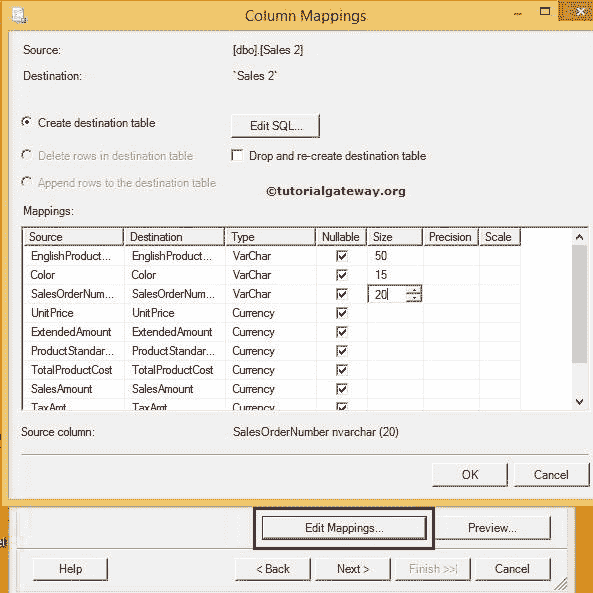 Column Mappings
Source: [dbo].[Sales 2]
Destination: `Sales 2`
Create destination table Edit SQL...
Delete rows in destination table Drop and re-create destination table
Append rows to the destination table
©tutorialgateway.org
Mappings:
Source Destination Type Nullable Size Precision Scale
EnglishProduct... EnglishProduct... VarChar 50
Color Color VarChar 15
SalesOrderNum... SalesOrderNum... VarChar 20
UnitPrice UnitPrice Currency
ExtendedAmount ExtendedAmount Currency
ProductStandar... ProductStandar... Currency
TotalProductCost TotalProductCost Currency
SalesAmount SalesAmount Currency
TaxAmt TaxAmt Currency
Source column: SalesOrderNumber nvarchar (20)
OK Cancel
Edit Mappings... Preview...
Help < Back Next > Finish >>| Cancel